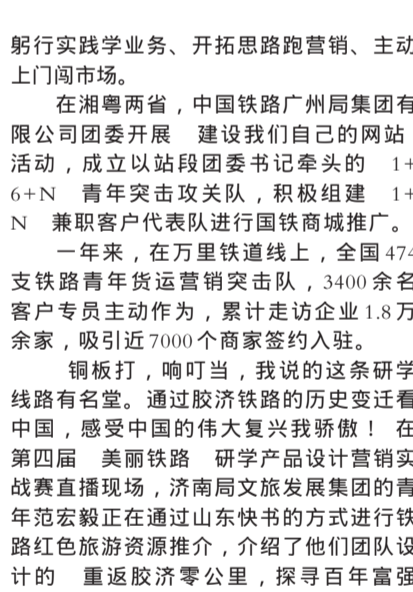 躬行实践学业务、开拓思路跑营销、主动
上门闯市场。
在湘粤两省，中国铁路广州局集团有
限公司团委开展 建设我们自己的网站
活动，成立以站段团委书记牵头的 1+
6+N 青年突击攻关队，积极组建 1+
N 兼职客户代表队进行国铁商城推广。
一年来，在万里铁道线上，全国474
支铁路青年货运营销突击队，3400余名
客户专员主动作为，累计走访企业1.8万
余家，吸引近7000个商家签约入驻。
铜板打，响叮当，我说的这条研学
线路有名堂。通过胶济铁路的历史变迁看
中国，感受中国的伟大复兴我骄傲！ 在
第四届 美丽铁路 研学产品设计营销实
战赛直播现场，济南局文旅发展集团的青
年范宏毅正在通过山东快书的方式进行铁
路红色旅游资源推介，介绍了他们团队设
计的 重返胶济零公里，探寻百年富强